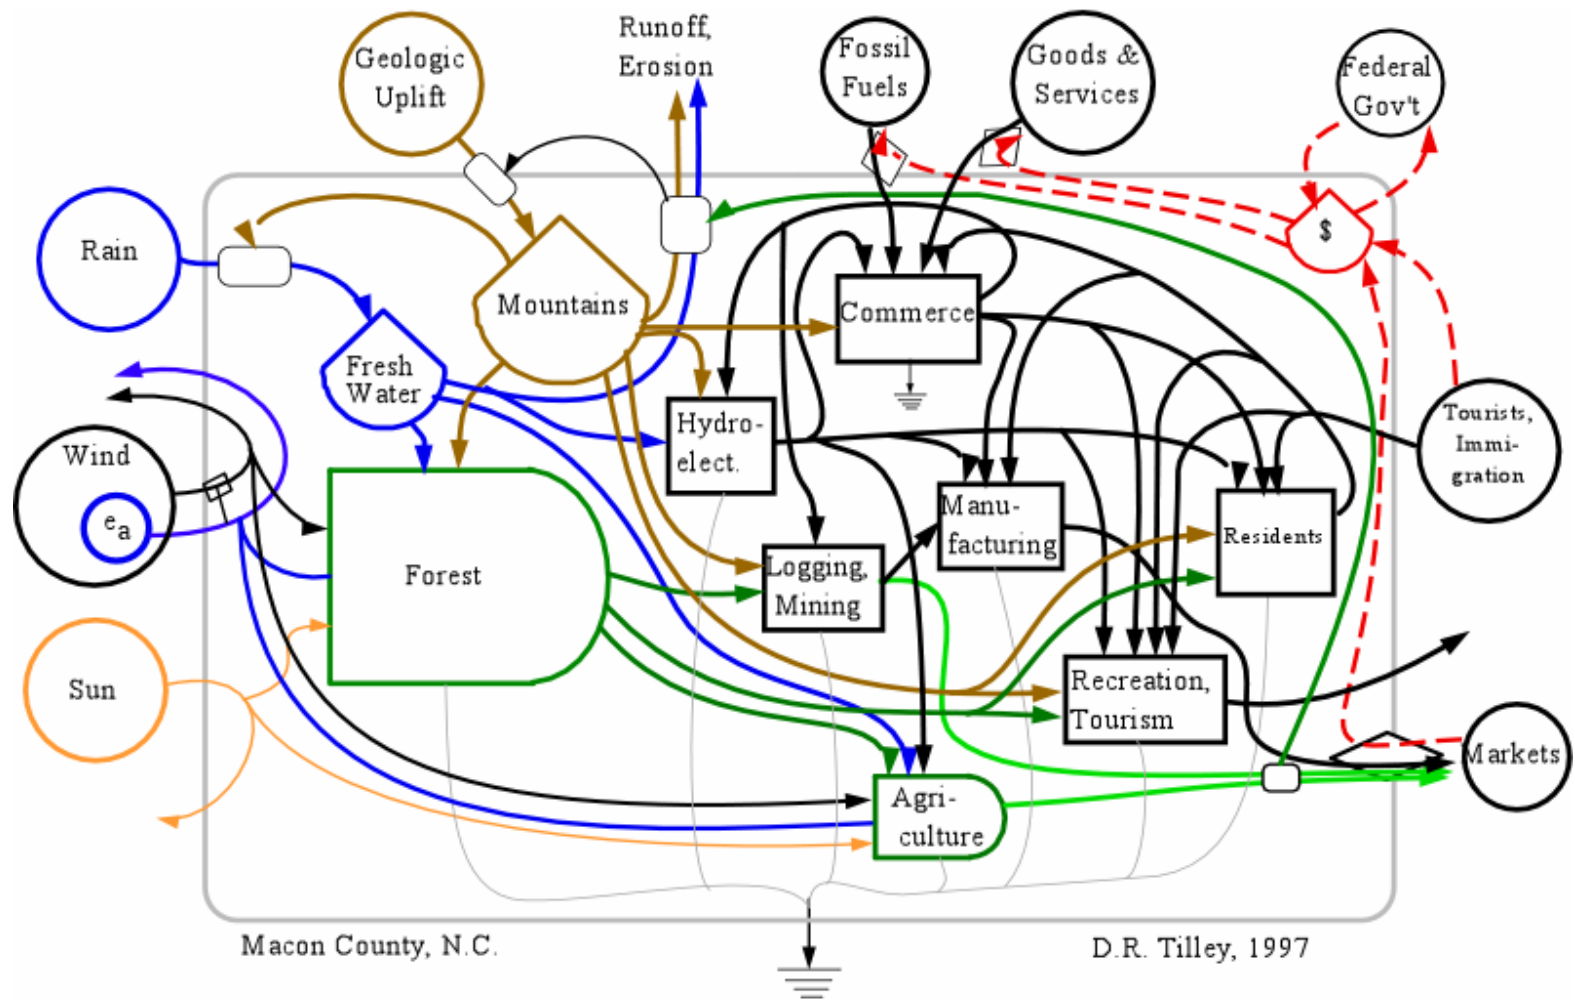 Geologic
Uplift
Runoff,
Erosion
Fossil
Fuels
Goods &
Services
Federal
Gov't
Rain
$
Mountains
Commerce
Fresh
Water
Hydro-
elect.
Tourists,
Immi-
gration
Wind
ea
Manu-
facturing
Residents
Forest
Logging,
Mining
Sun
Recreation,
Tourism
Markets
Agri-
culture
Macon County, N.C.
D.R. Tilley, 1997